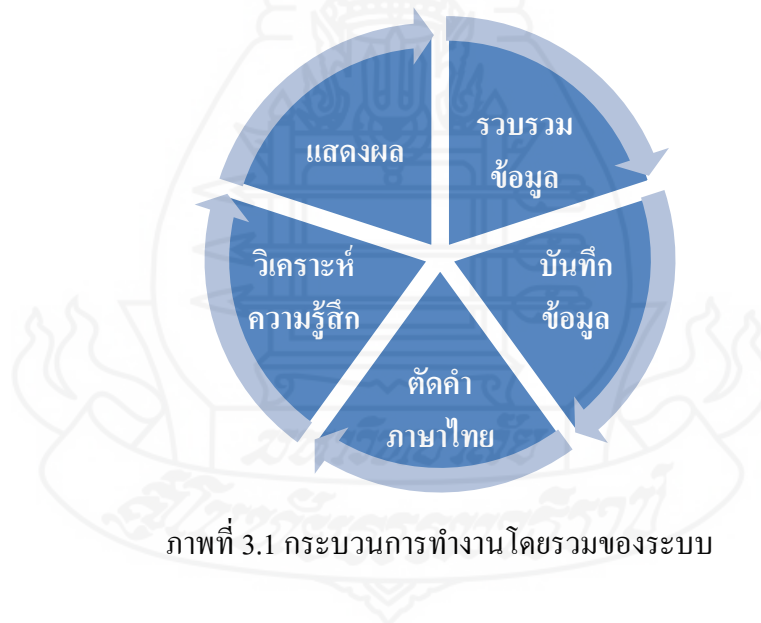 รวบรวม
ข้อมูล
บันทึก
ข้อมูล
ตัดคำ
ภาษาไทย
วิเคราะห์
ความรู้สึก
แสดงผล
ภาพที่ 3.1 กระบวนการทำงานโดยรวมของระบบ